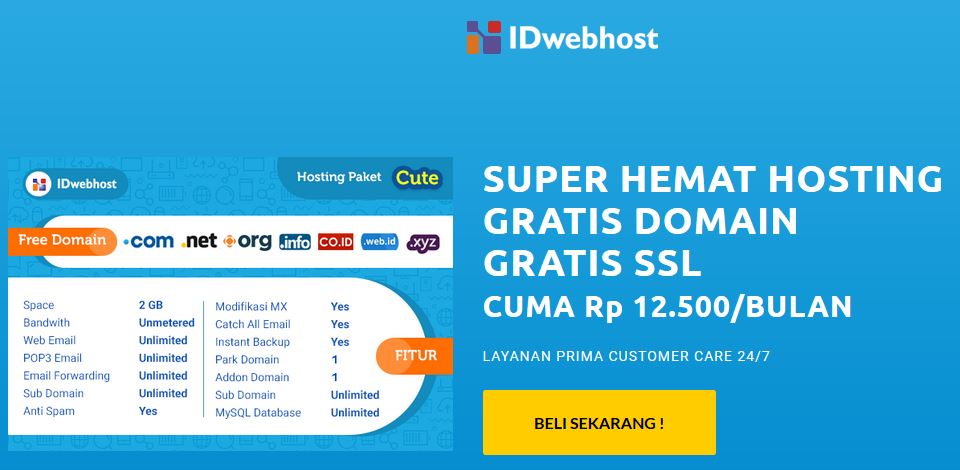 IDwebhost
IDwebhost
Hosting Paket Cute
Free Domain .com .net .org .info CO.ID .web.id .xyz
Space 2 GB
Bandwith Unmetered
Web Email Unlimited
POP3 Email Unlimited
Email Forwarding Unlimited
Sub Domain Unlimited
Anti Spam Yes
Modifikasi MX Yes
Catch All Email Yes
Instant Backup Yes
Park Domain 1
Addon Domain 1
Sub Domain Unlimited
MySQL Database Unlimited
FITUR
SUPER HEMAT HOSTING
GRATIS DOMAIN
GRATIS SSL
CUMA Rp 12.500/BULAN
LAYANAN PRIMA CUSTOMER CARE 24/7
BELI SEKARANG !